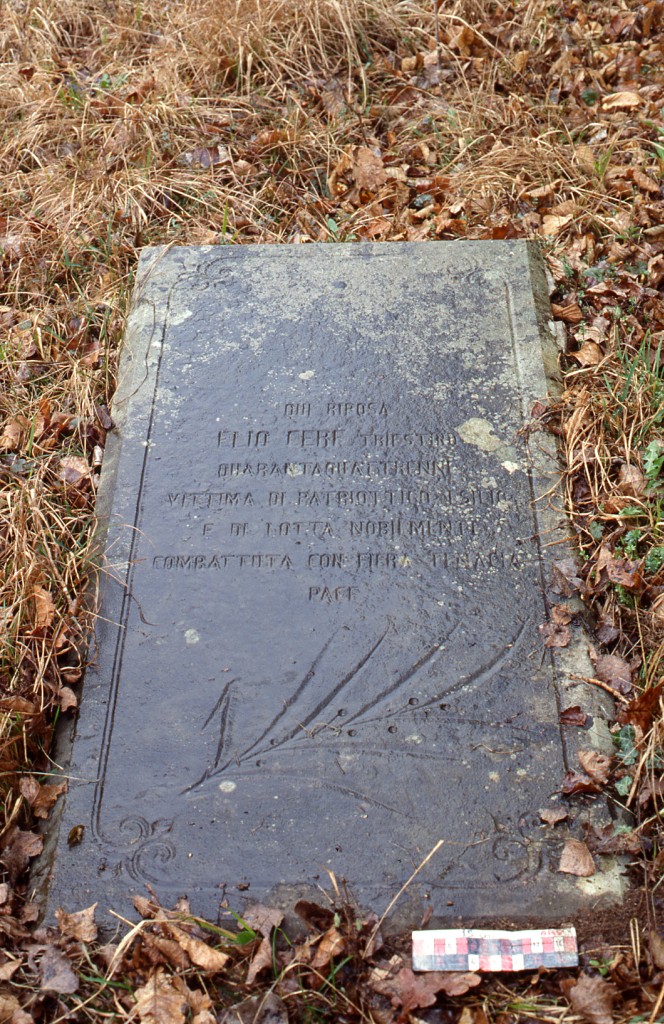 QUI RIPOSA
ELIO CERE TRIESTINO
QUARANTAQUATTRENNE
VITTIMA DI PATRIOTTICO ESILIO
E DI LOTTA NOBILMENTE
COMBATTUTA CON FIERA TENACIA
PACE